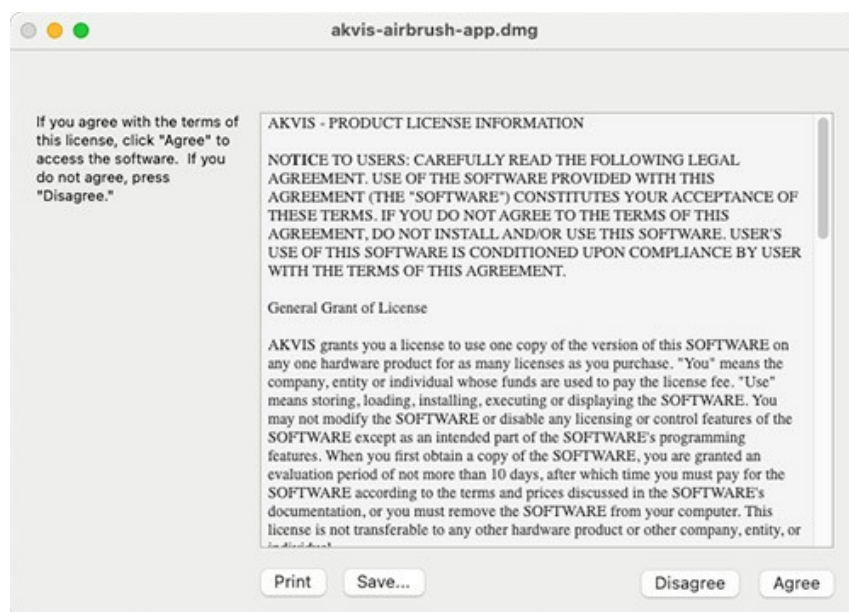 akvis-airbrush-app.dmg
If you agree with the terms of
this license, click "Agree" to
access the software.  If you
do not agree, press
"Disagree."
AKVIS - PRODUCT LICENSE INFORMATION
NOTICE TO USERS: CAREFULLY READ THE FOLLOWING LEGAL
AGREEMENT. USE OF THE SOFTWARE PROVIDED WITH THIS
AGREEMENT (THE "SOFTWARE") CONSTITUTES YOUR ACCEPTANCE OF
THESE TERMS. IF YOU DO NOT AGREE TO THE TERMS OF THIS
AGREEMENT, DO NOT INSTALL AND/OR USE THIS SOFTWARE. USER'S
USE OF THIS SOFTWARE IS CONDITIONED UPON COMPLIANCE BY USER
WITH THE TERMS OF THIS AGREEMENT.
General Grant of License
AKVIS grants you a license to use one copy of the version of this SOFTWARE on
any one hardware product for as many licenses as you purchase. "You" means the
company, entity or individual whose funds are used to pay the license fee. "Use"
means storing, loading, installing, executing or displaying the SOFTWARE. You
may not modify the SOFTWARE or disable any licensing or control features of the
SOFTWARE except as an intended part of the SOFTWARE's programming
features. When you first obtain a copy of the SOFTWARE, you are granted an
evaluation period of not more than 10 days, after which time you must pay for the
SOFTWARE according to the terms and prices discussed in the SOFTWARE's
documentation, or you must remove the SOFTWARE from your computer. This
license is not transferable to any other hardware product or other company, entity, or
Print
Save...
Disagree
Agree